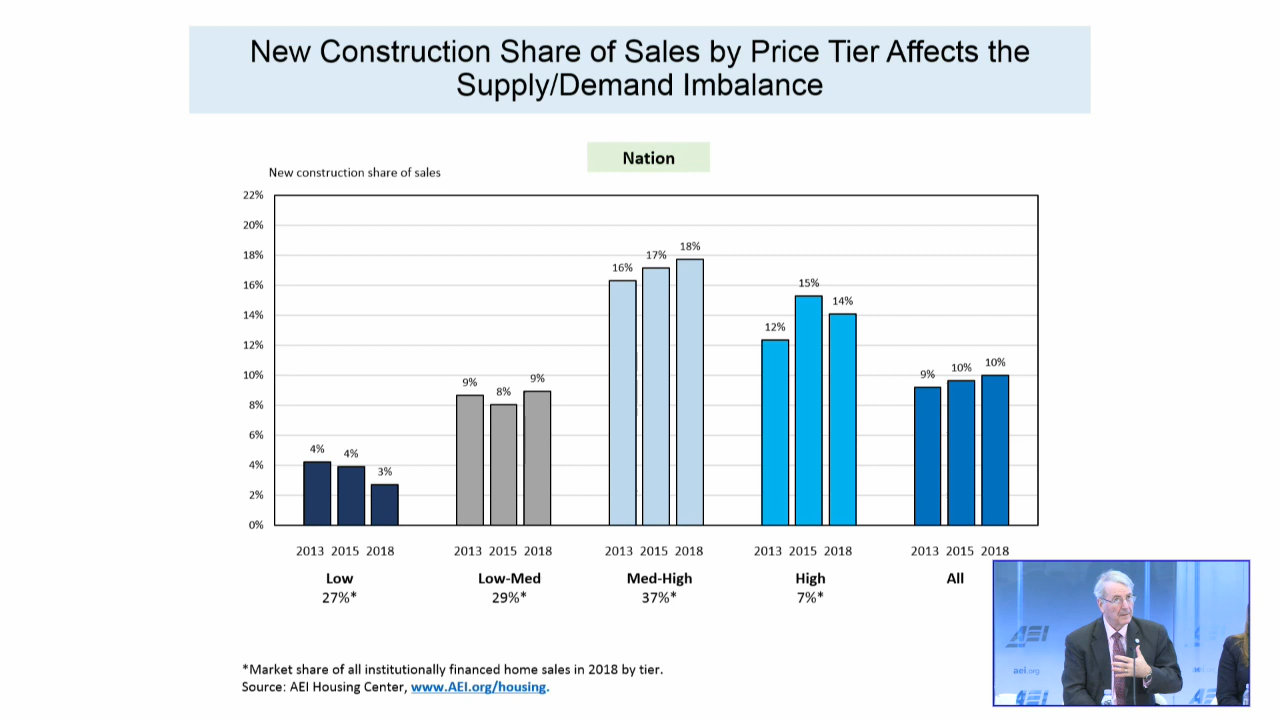 New Construction Share of Sales by Price Tier Affects the
Supply/Demand Imbalance
Nation
New construction share of sales
22%
20%
18%
16%
14%
12%
10%
8%
6%
4%
2%
0%
4% 4% 3%
9% 8% 9%
16% 17% 18%
12% 15% 14%
9% 10% 10%
2013 2015 2018 2013 2015 2018 2013 2015 2018 2013 2015 2018 2013 2015 2018
Low Low-Med Med-High High All
27%* 29%* 37%* 7%*
*Market share of all institutionally financed home sales in 2018 by tier.
Source: AEI Housing Center, www.AEI.org/housing.
AEI
aei.org
AEI